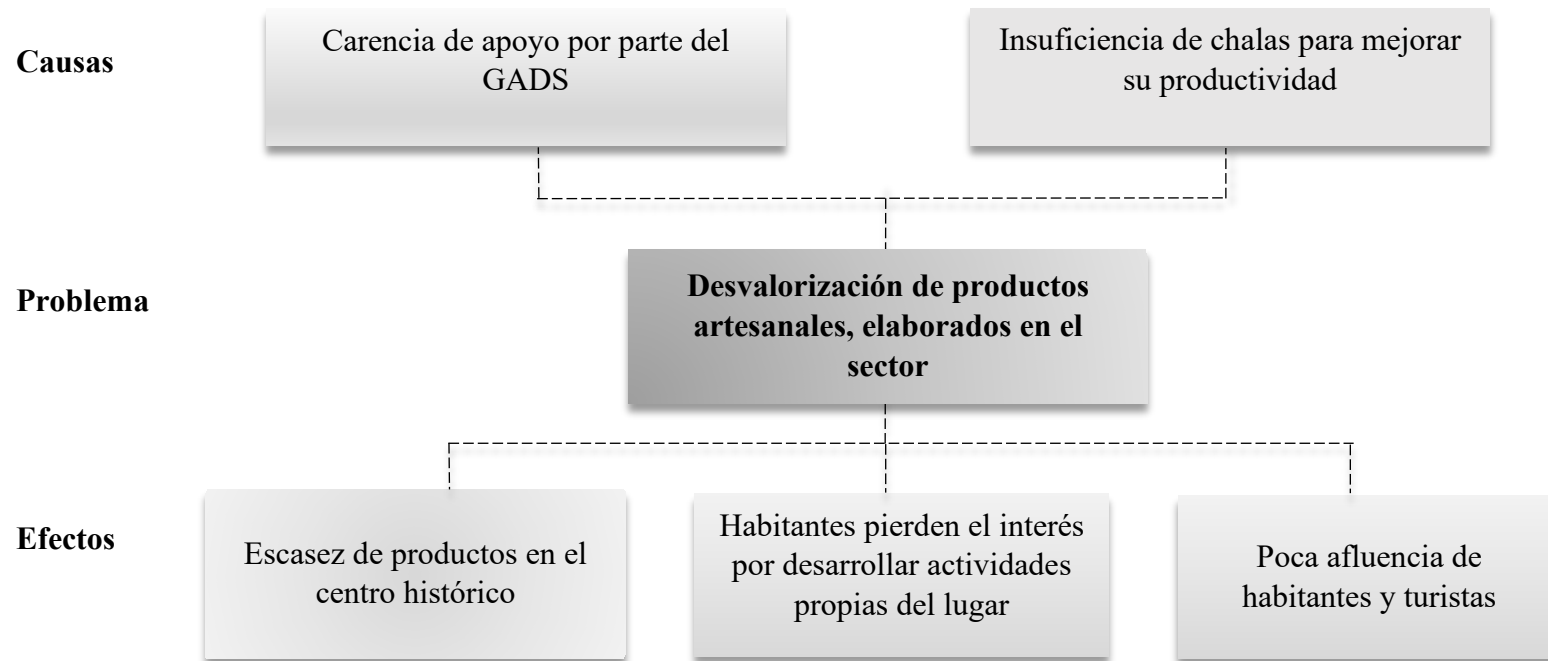 Causas
Carencia de apoyo por parte del
GADS
Insuficiencia de chalas para mejorar
su productividad
Problema
Desvalorización de productos
artesanales, elaborados en el
sector
Efectos
Escasez de productos en el
centro histórico
Habitantes pierden el interés
por desarrollar actividades
propias del lugar
Poca afluencia de
habitantes y turistas